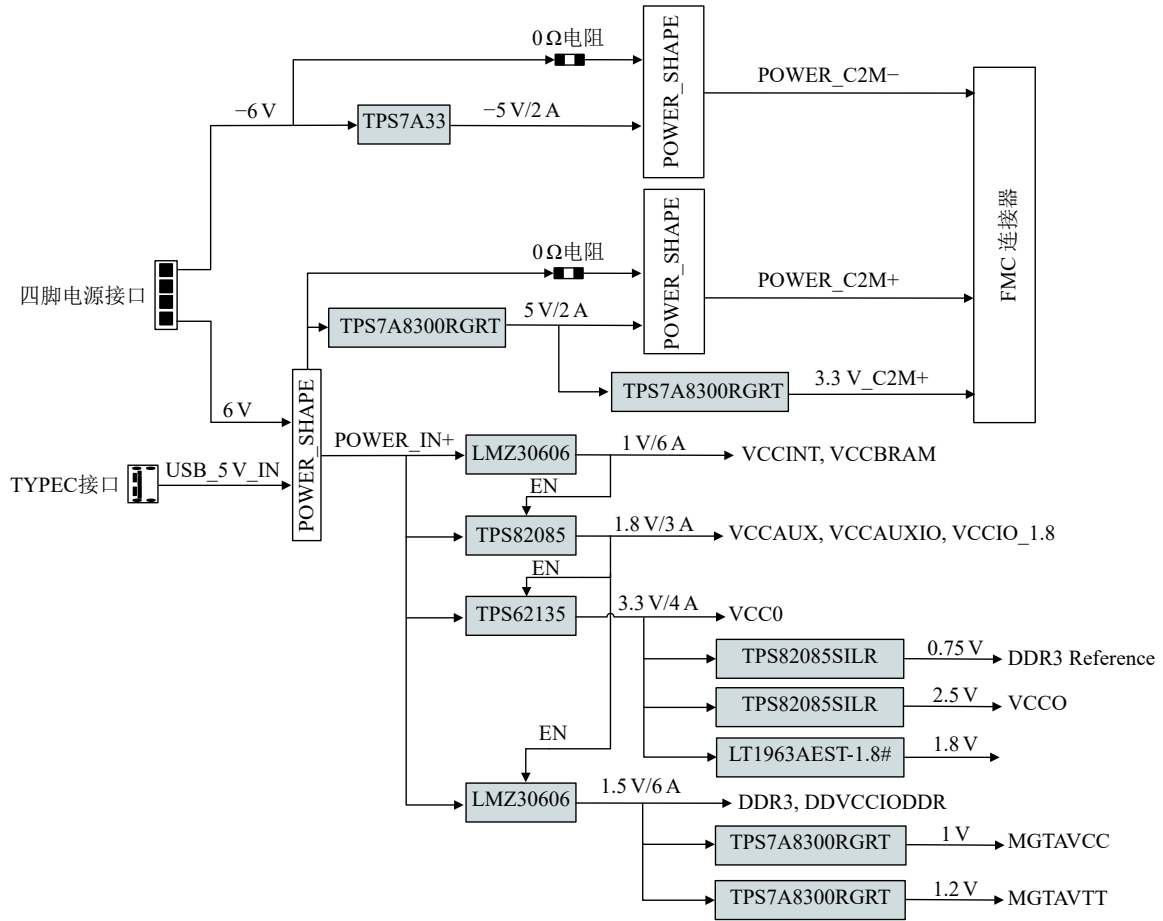 0 Ω电阻
POWER_SHAPE
POWER_C2M−
−6 V
TPS7A33
−5 V/2 A
FMC 连接器
0 Ω电阻
POWER_SHAPE
POWER_C2M+
四脚电源接口
TPS7A8300RGRT
5 V/2 A
TPS7A8300RGRT
3.3 V_C2M+
6 V
POWER_SHAPE
POWER_IN+
LMZ30606
1 V/6 A
VCCINT, VCCBRAM
TYPEC接口
USB_5 V_IN
EN
TPS82085
1.8 V/3 A
VCCAUX, VCCAUXIO, VCCIO_1.8
EN
TPS62135
3.3 V/4 A
VCC0
TPS82085SILR
0.75 V
DDR3 Reference
TPS82085SILR
2.5 V
VCCO
EN
LT1963AEST-1.8#
1.8 V
LMZ30606
1.5 V/6 A
DDR3, DDVCCIODDR
TPS7A8300RGRT
1 V
MGTAVCC
TPS7A8300RGRT
1.2 V
MGTAVTT